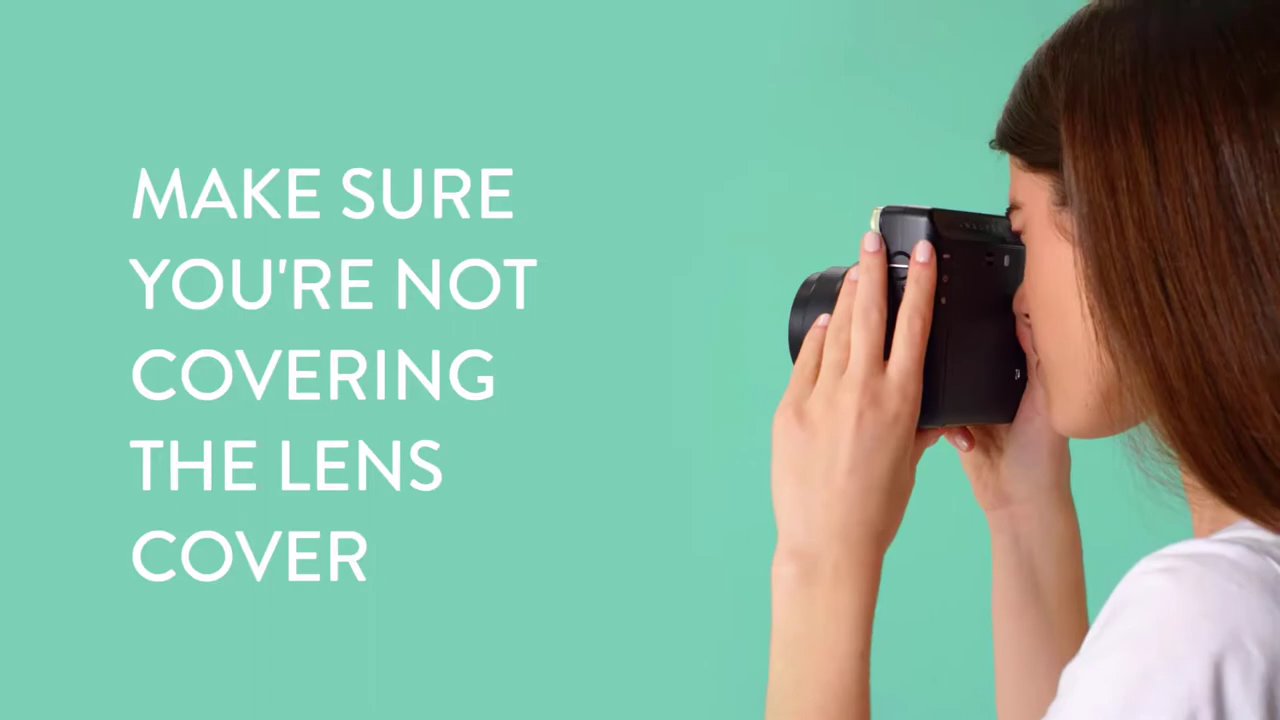 MAKE SURE
YOU'RE NOT
COVERING
THE LENS
COVER